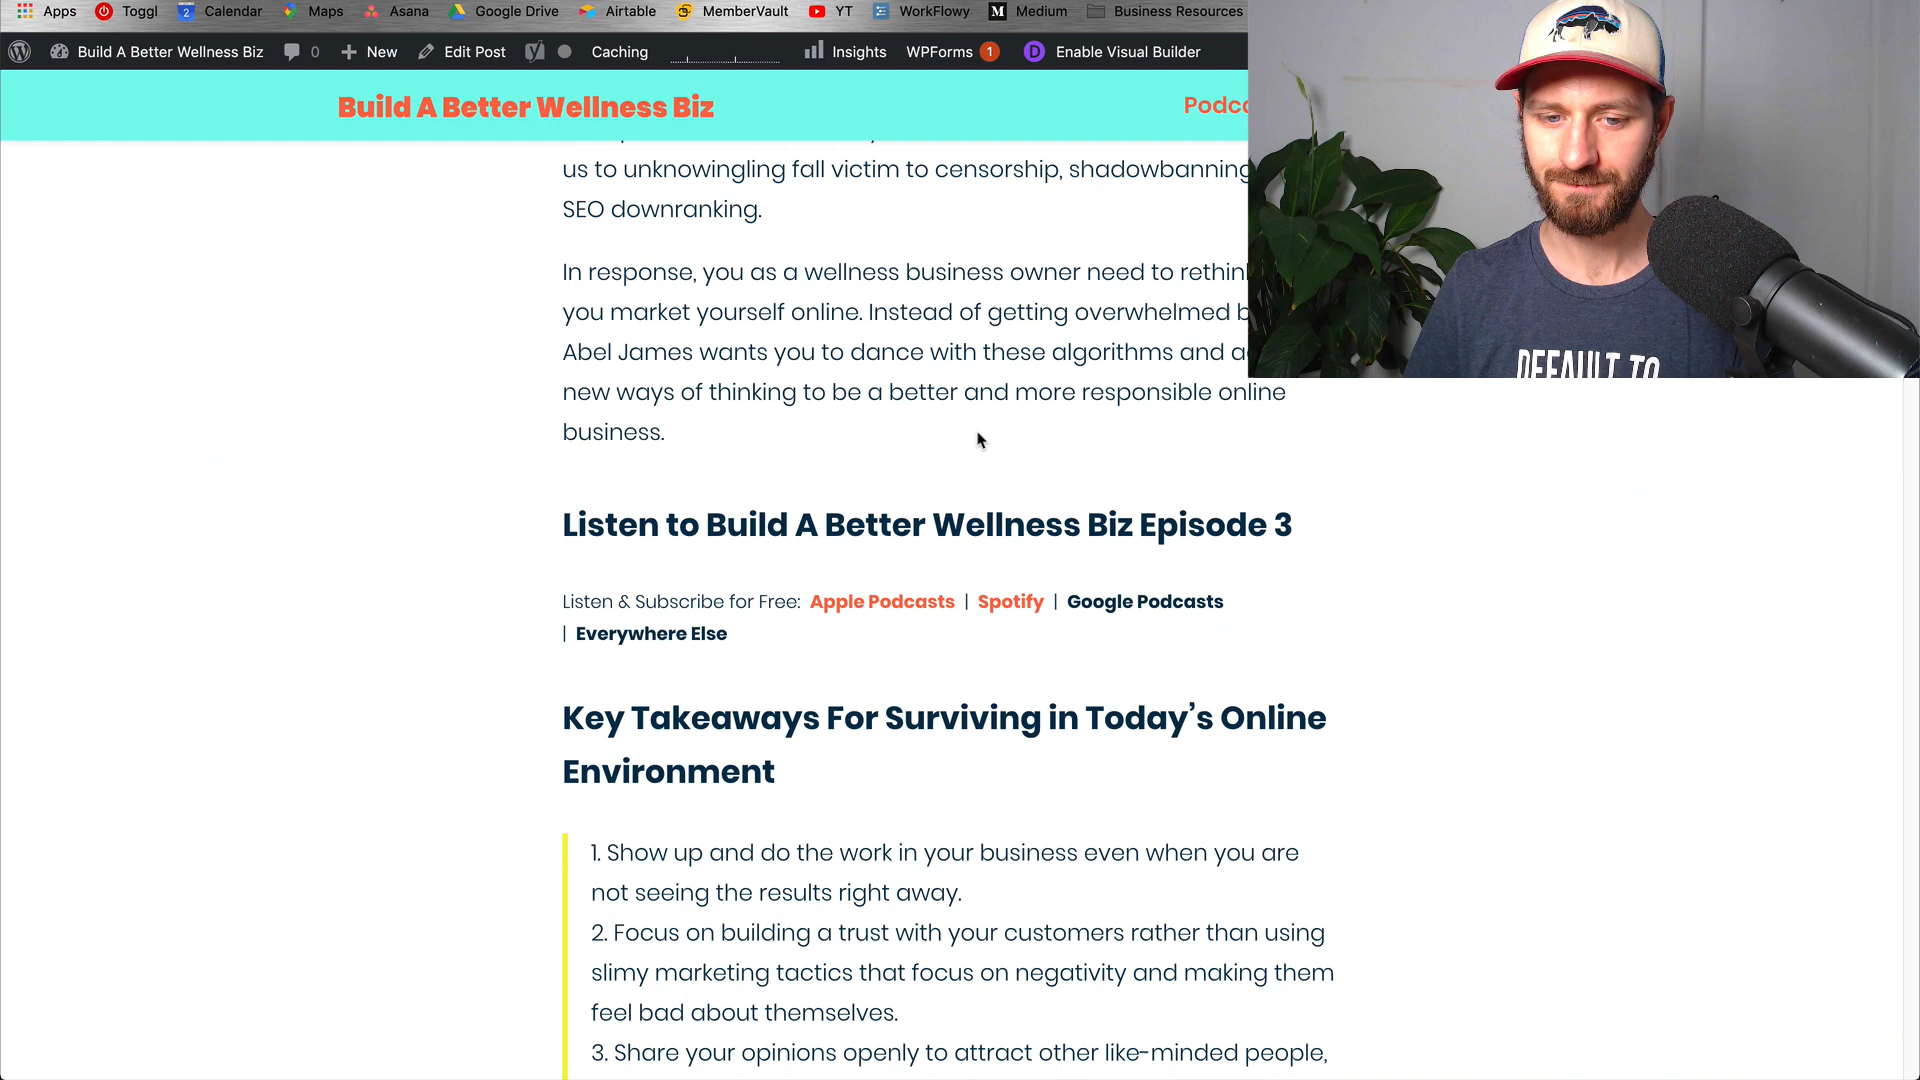 Apps Toggl 2 Calendar Maps Asana Google Drive Airtable MemberVault YT WorkFlowy M Medium Business Resources
Build A Better Wellness Biz 0 New Edit Post Caching Insights WPForms 1 D Enable Visual Builder
Build A Better Wellness Biz
us to unknowingling fall victim to censorship, shadowbanning
SEO downranking.
In response, you as a wellness business owner need to
you market yourself online. Instead of getting overwhelmed
Abel James wants you to dance with these algorithms and
new ways of thinking to be a better and more responsible online
business.
DEFAULT TO
Listen to Build A Better Wellness Biz Episode 3
Listen & Subscribe for Free: Apple Podcasts | Spotify | Google Podcasts
| Everywhere Else
Key Takeaways For Surviving in Today’s Online
Environment
1. Show up and do the work in your business even when you are
not seeing the results right away.
2. Focus on building a trust with your customers rather than using
slimy marketing tactics that focus on negativity and making them
feel bad about themselves.
3. Share your opinions openly to attract other like-minded people,